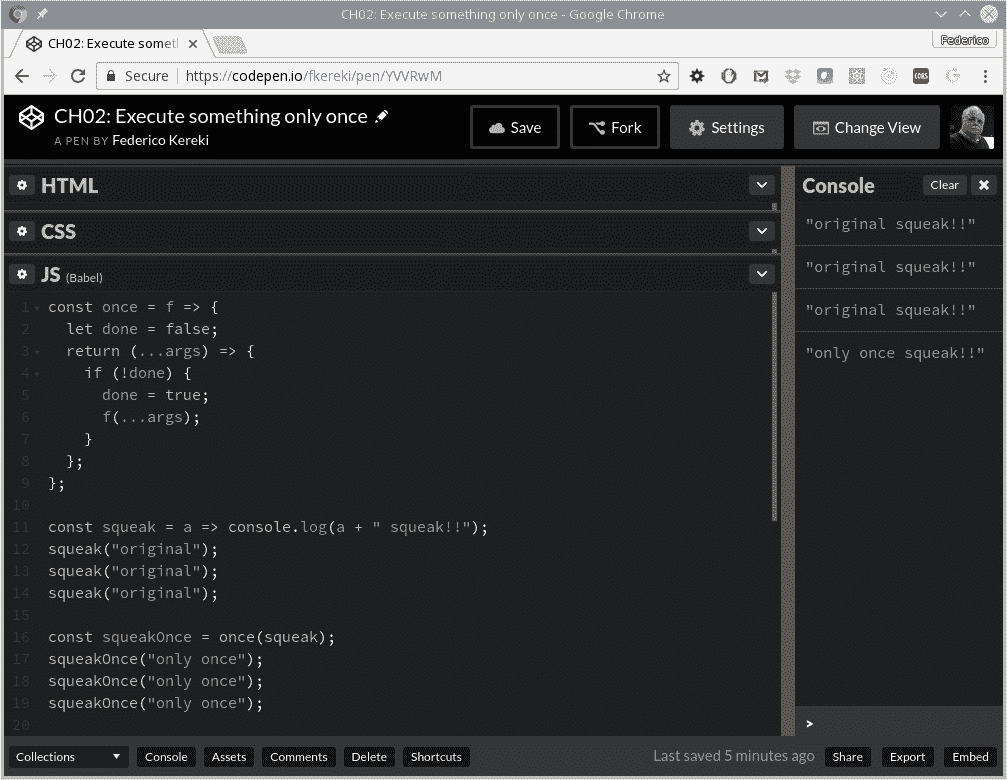 CH02: Execute something only once - Google Chrome
CH02: Execute somet
Federico
Secure https://codepen.io/fkereki/pen/YVVRwM
CORS
CH02: Execute something only once
A PEN BY Federico Kereki
Save
Fork
Settings
Change View
HTML
CSS
JS (Babel)
1 const once = f => {
2 let done = false;
3 return (...args) => {
4 if (!done) {
5 done = true;
6 f(...args);
7 }
8 };
9 };
10
11 const squeak = a => console.log(a + " squeak!!");
12 squeak("original");
13 squeak("original");
14 squeak("original");
15
16 const squeakOnce = once(squeak);
17 squeakOnce("only once");
18 squeakOnce("only once");
19 squeakOnce("only once");
20
Console
Clear
"original squeak!!"
"original squeak!!"
"original squeak!!"
"only once squeak!!"
>
Collections
Console
Assets
Comments
Delete
Shortcuts
Last saved 5 minutes ago
Share
Export
Embed